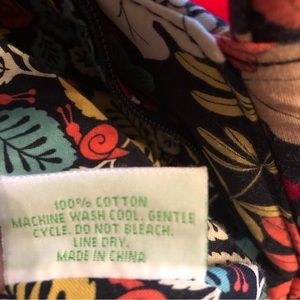 100% COTTON
MACHINE WASH COOL, GENTLE
CYCLE. DO NOT BLEACH.
LINE DRY.
MADE IN CHINA